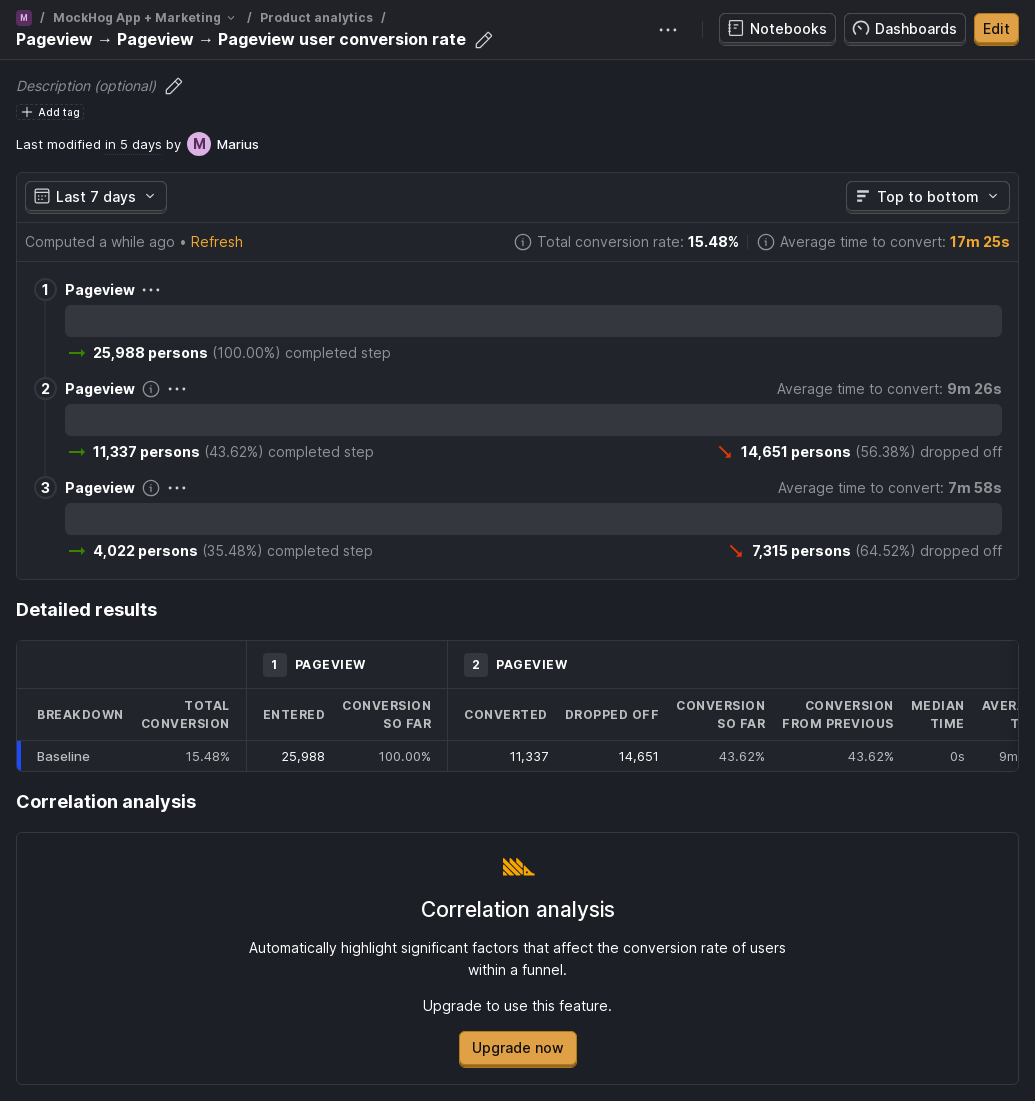 M / MockHog App + Marketing / Product analytics /
Pageview → Pageview → Pageview user conversion rate
Notebooks
Dashboards
Edit
Description (optional)
Add tag
Last modified in 5 days by M Marius
Last 7 days
Top to bottom
Computed a while ago • Refresh
Total conversion rate: 15.48%
Average time to convert: 17m 25s
1 Pageview
25,988 persons (100.00%) completed step
2 Pageview
Average time to convert: 9m 26s
11,337 persons (43.62%) completed step
14,651 persons (56.38%) dropped off
3 Pageview
Average time to convert: 7m 58s
4,022 persons (35.48%) completed step
7,315 persons (64.52%) dropped off
Detailed results
1 PAGEVIEW
2 PAGEVIEW
BREAKDOWN
TOTAL CONVERSION
ENTERED
CONVERSION SO FAR
CONVERTED
DROPPED OFF
CONVERSION SO FAR
CONVERSION FROM PREVIOUS
MEDIAN TIME
Baseline 15.48% 25,988 100.00% 11,337 14,651 43.62% 43.62% 0s 9m
Correlation analysis
Correlation analysis
Automatically highlight significant factors that affect the conversion rate of users
within a funnel.
Upgrade to use this feature.
Upgrade now